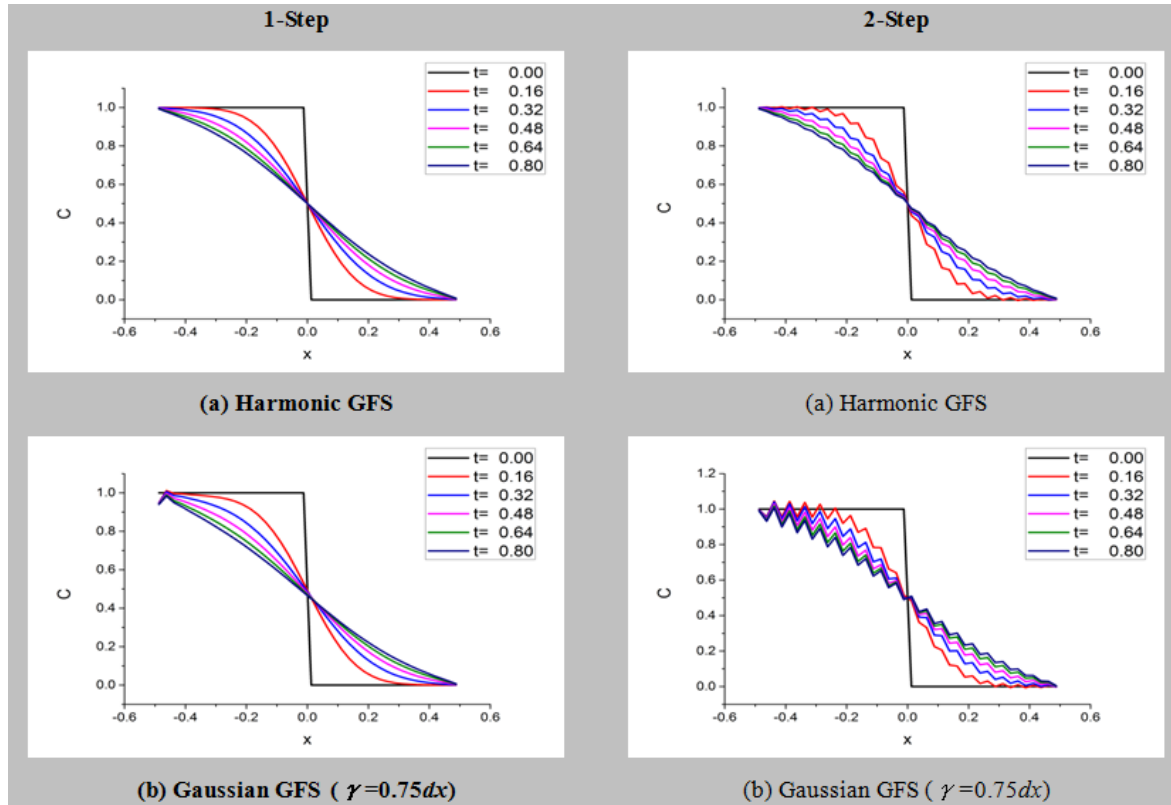 1-Step
2-Step
t= 0.00
t= 0.16
t= 0.32
t= 0.48
t= 0.64
t= 0.80
1.0
0.8
0.6
0.4
0.2
0.0
C
-0.6
-0.4
-0.2
0.0
0.2
0.4
0.6
x
(a) Harmonic GFS
t= 0.00
t= 0.16
t= 0.32
t= 0.48
t= 0.64
t= 0.80
1.0
0.8
0.6
0.4
0.2
0.0
C
-0.6
-0.4
-0.2
0.0
0.2
0.4
0.6
x
(a) Harmonic GFS
t= 0.00
t= 0.16
t= 0.32
t= 0.48
t= 0.64
t= 0.80
1.0
0.8
0.6
0.4
0.2
0.0
C
-0.6
-0.4
-0.2
0.0
0.2
0.4
0.6
x
(b) Gaussian GFS ( γ =0.75dx)
t= 0.00
t= 0.16
t= 0.32
t= 0.48
t= 0.64
t= 0.80
1.2
1.0
0.8
0.6
0.4
0.2
0.0
C
-0.6
-0.4
-0.2
0.0
0.2
0.4
0.6
x
(b) Gaussian GFS ( γ =0.75dx)